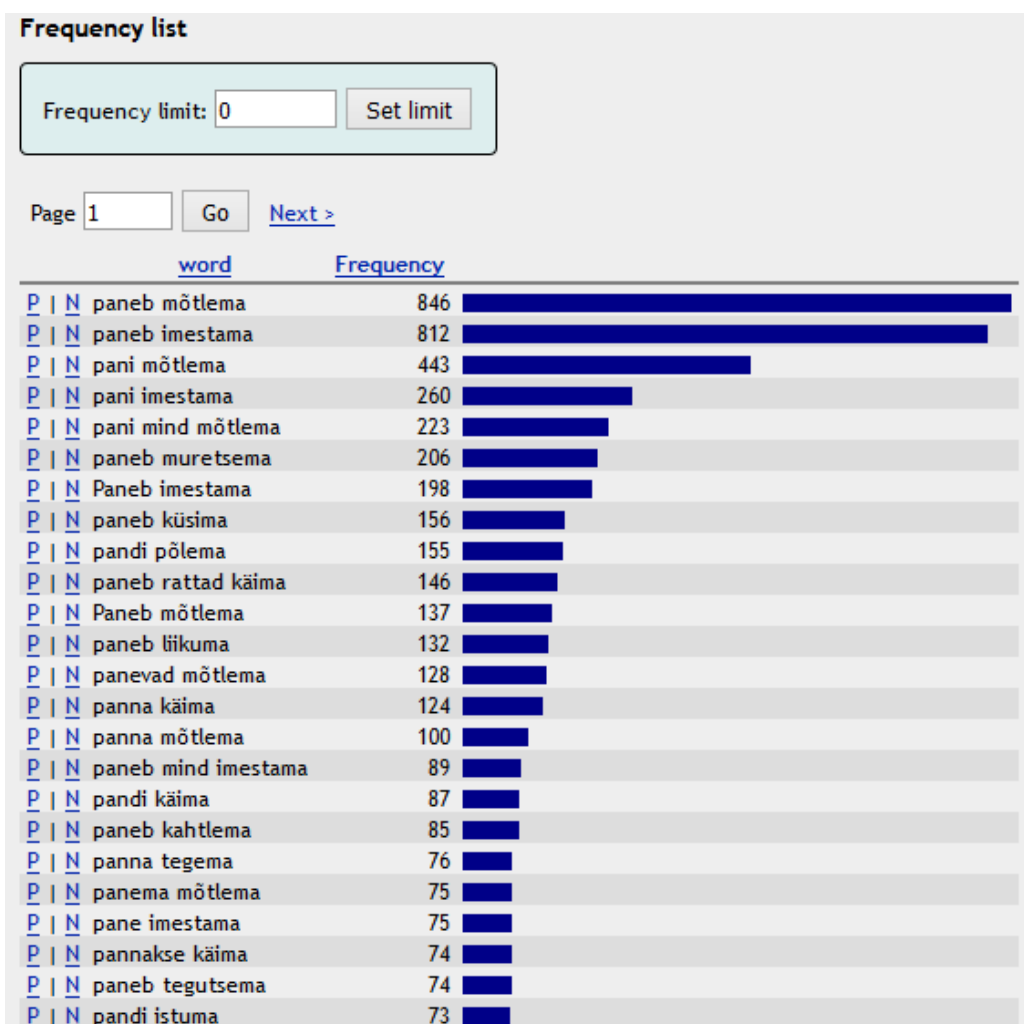 Frequency list
Frequency limit: 0 Set limit
Page 1 Go Next >
word Frequency
P | N paneb mõtlema 846
P | N paneb imestama 812
P | N pani mõtlema 443
P | N pani imestama 260
P | N pani mind mõtlema 223
P | N paneb muretsema 206
P | N Paneb imestama 198
P | N paneb küsima 156
P | N pandi põlema 155
P | N paneb rattad käima 146
P | N Paneb mõtlema 137
P | N paneb liikuma 132
P | N panevad mõtlema 128
P | N panna käima 124
P | N panna mõtlema 100
P | N paneb mind imestama 89
P | N pandi käima 87
P | N paneb kahtlema 85
P | N panna tegema 76
P | N panema mõtlema 75
P | N pane imestama 75
P | N pannakse käima 74
P | N paneb tegutsema 74
P | N pandi istuma 73